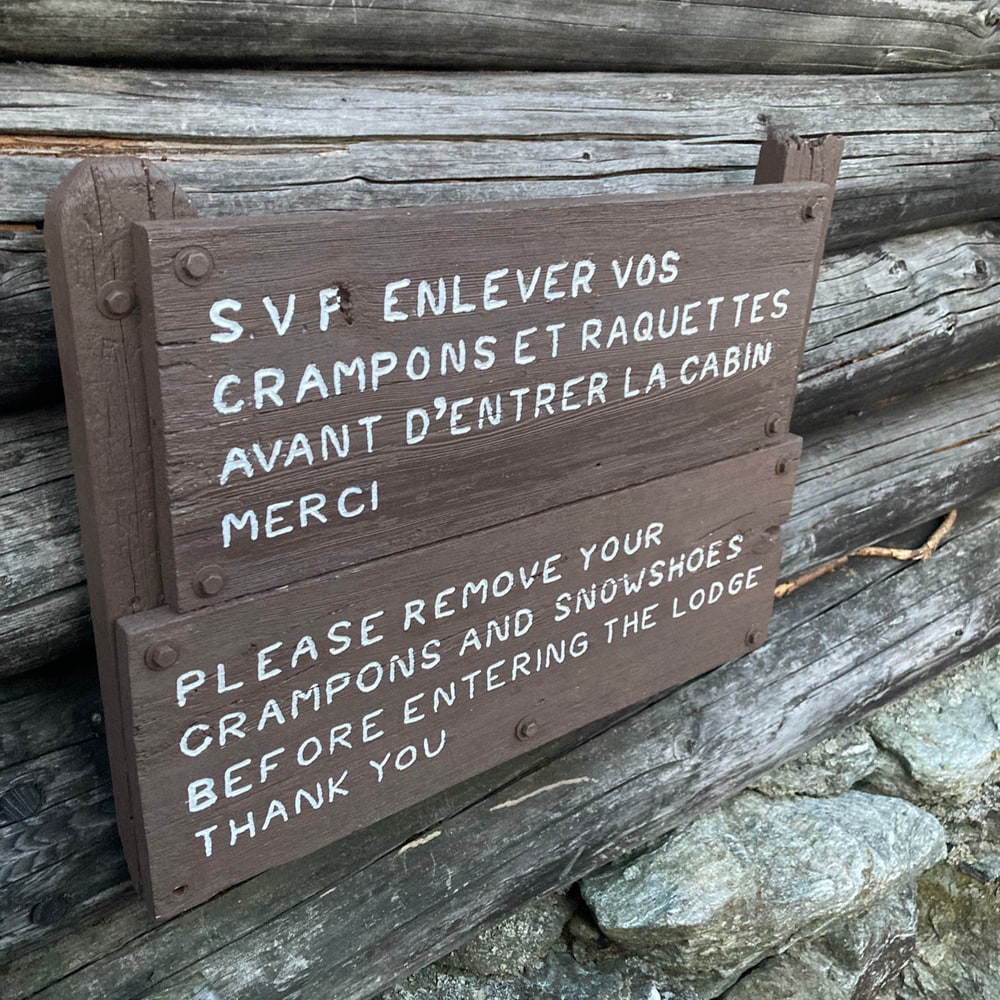 S.V.P. ENLEVER VOS
CRAMPONS ET RAQUETTES
AVANT D'ENTRER LA CABIN
MERCI
PLEASE REMOVE YOUR
CRAMPONS AND SNOWSHOES
BEFORE ENTERING THE LODGE
THANK YOU